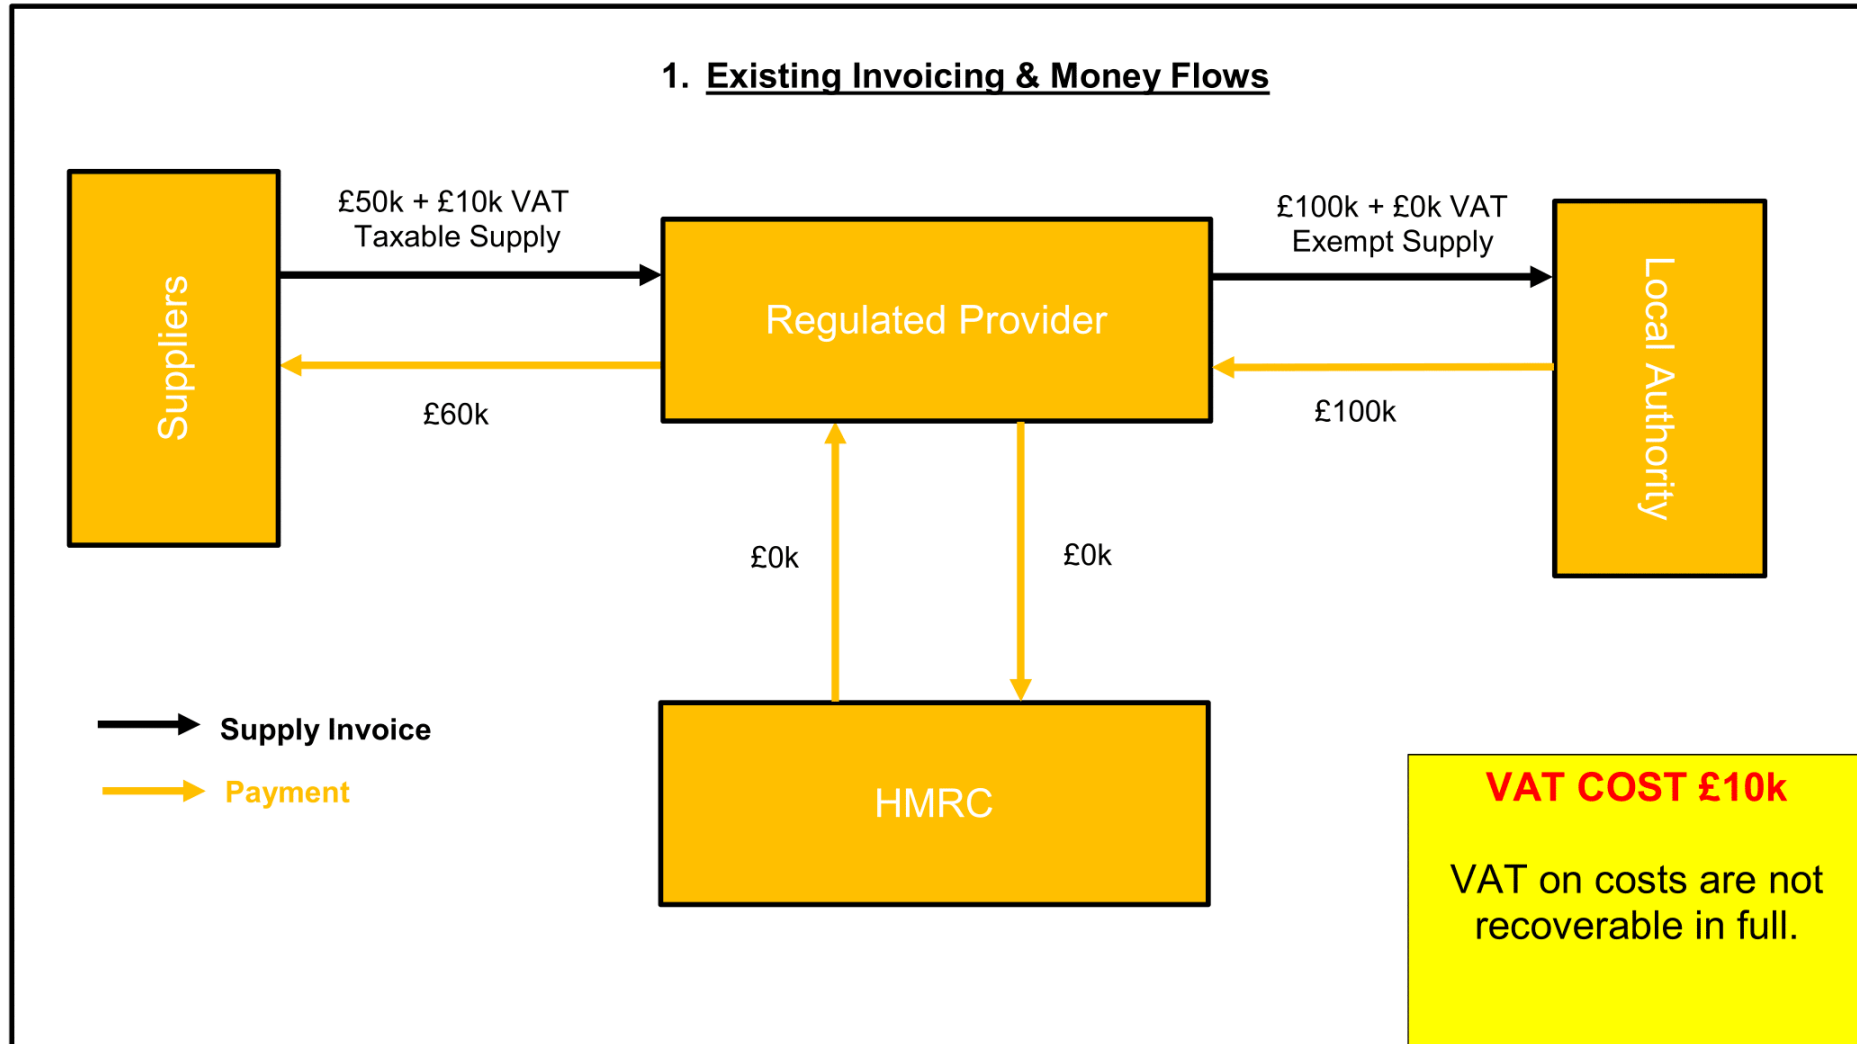 1. Existing Invoicing & Money Flows
£50k + £10k VAT
Taxable Supply
£100k + £0k VAT
Exempt Supply
Suppliers
Regulated Provider
Local Authority
£60k
£100k
£0k
£0k
Supply Invoice
Payment
HMRC
VAT COST £10k
VAT on costs are not
recoverable in full.